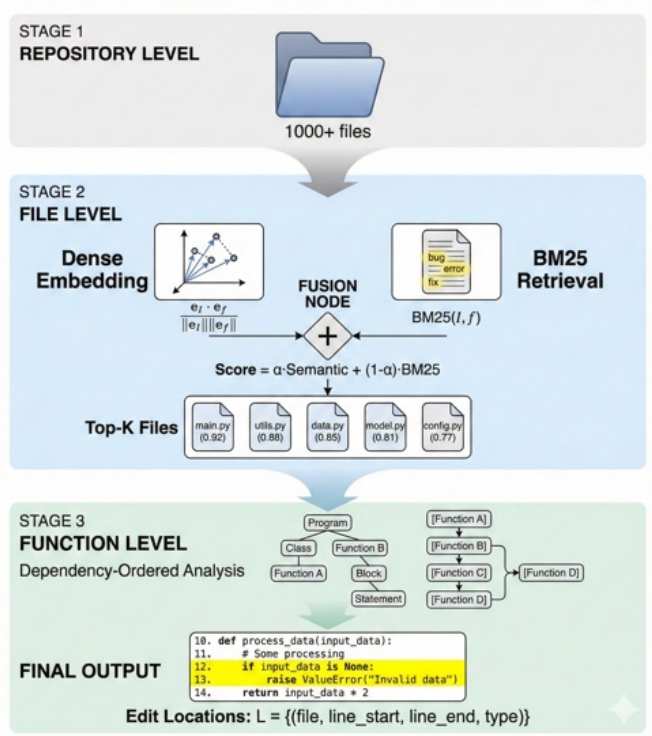 STAGE 1
REPOSITORY LEVEL
1000+ files
STAGE 2
FILE LEVEL
Dense
Embedding
e_I · e_f
‖e_I‖‖e_f‖
bug
error
fix
BM25
Retrieval
BM25(I, f)
FUSION
NODE
+
Score = α·Semantic + (1-α)·BM25
Top-K Files
main.py
(0.92)
utils.py
(0.88)
data.py
(0.85)
model.py
(0.81)
config.py
(0.77)
STAGE 3
FUNCTION LEVEL
Dependency-Ordered Analysis
Program
Class
Function B
Function A
Block
Statement
[Function A]
[Function B]
[Function C]
[Function D]
[Function D]
FINAL OUTPUT
10. def process_data(input_data):
11. # Some processing
12. if input_data is None:
13. raise ValueError("Invalid data")
14. return input_data * 2
Edit Locations: L = {(file, line_start, line_end, type)}